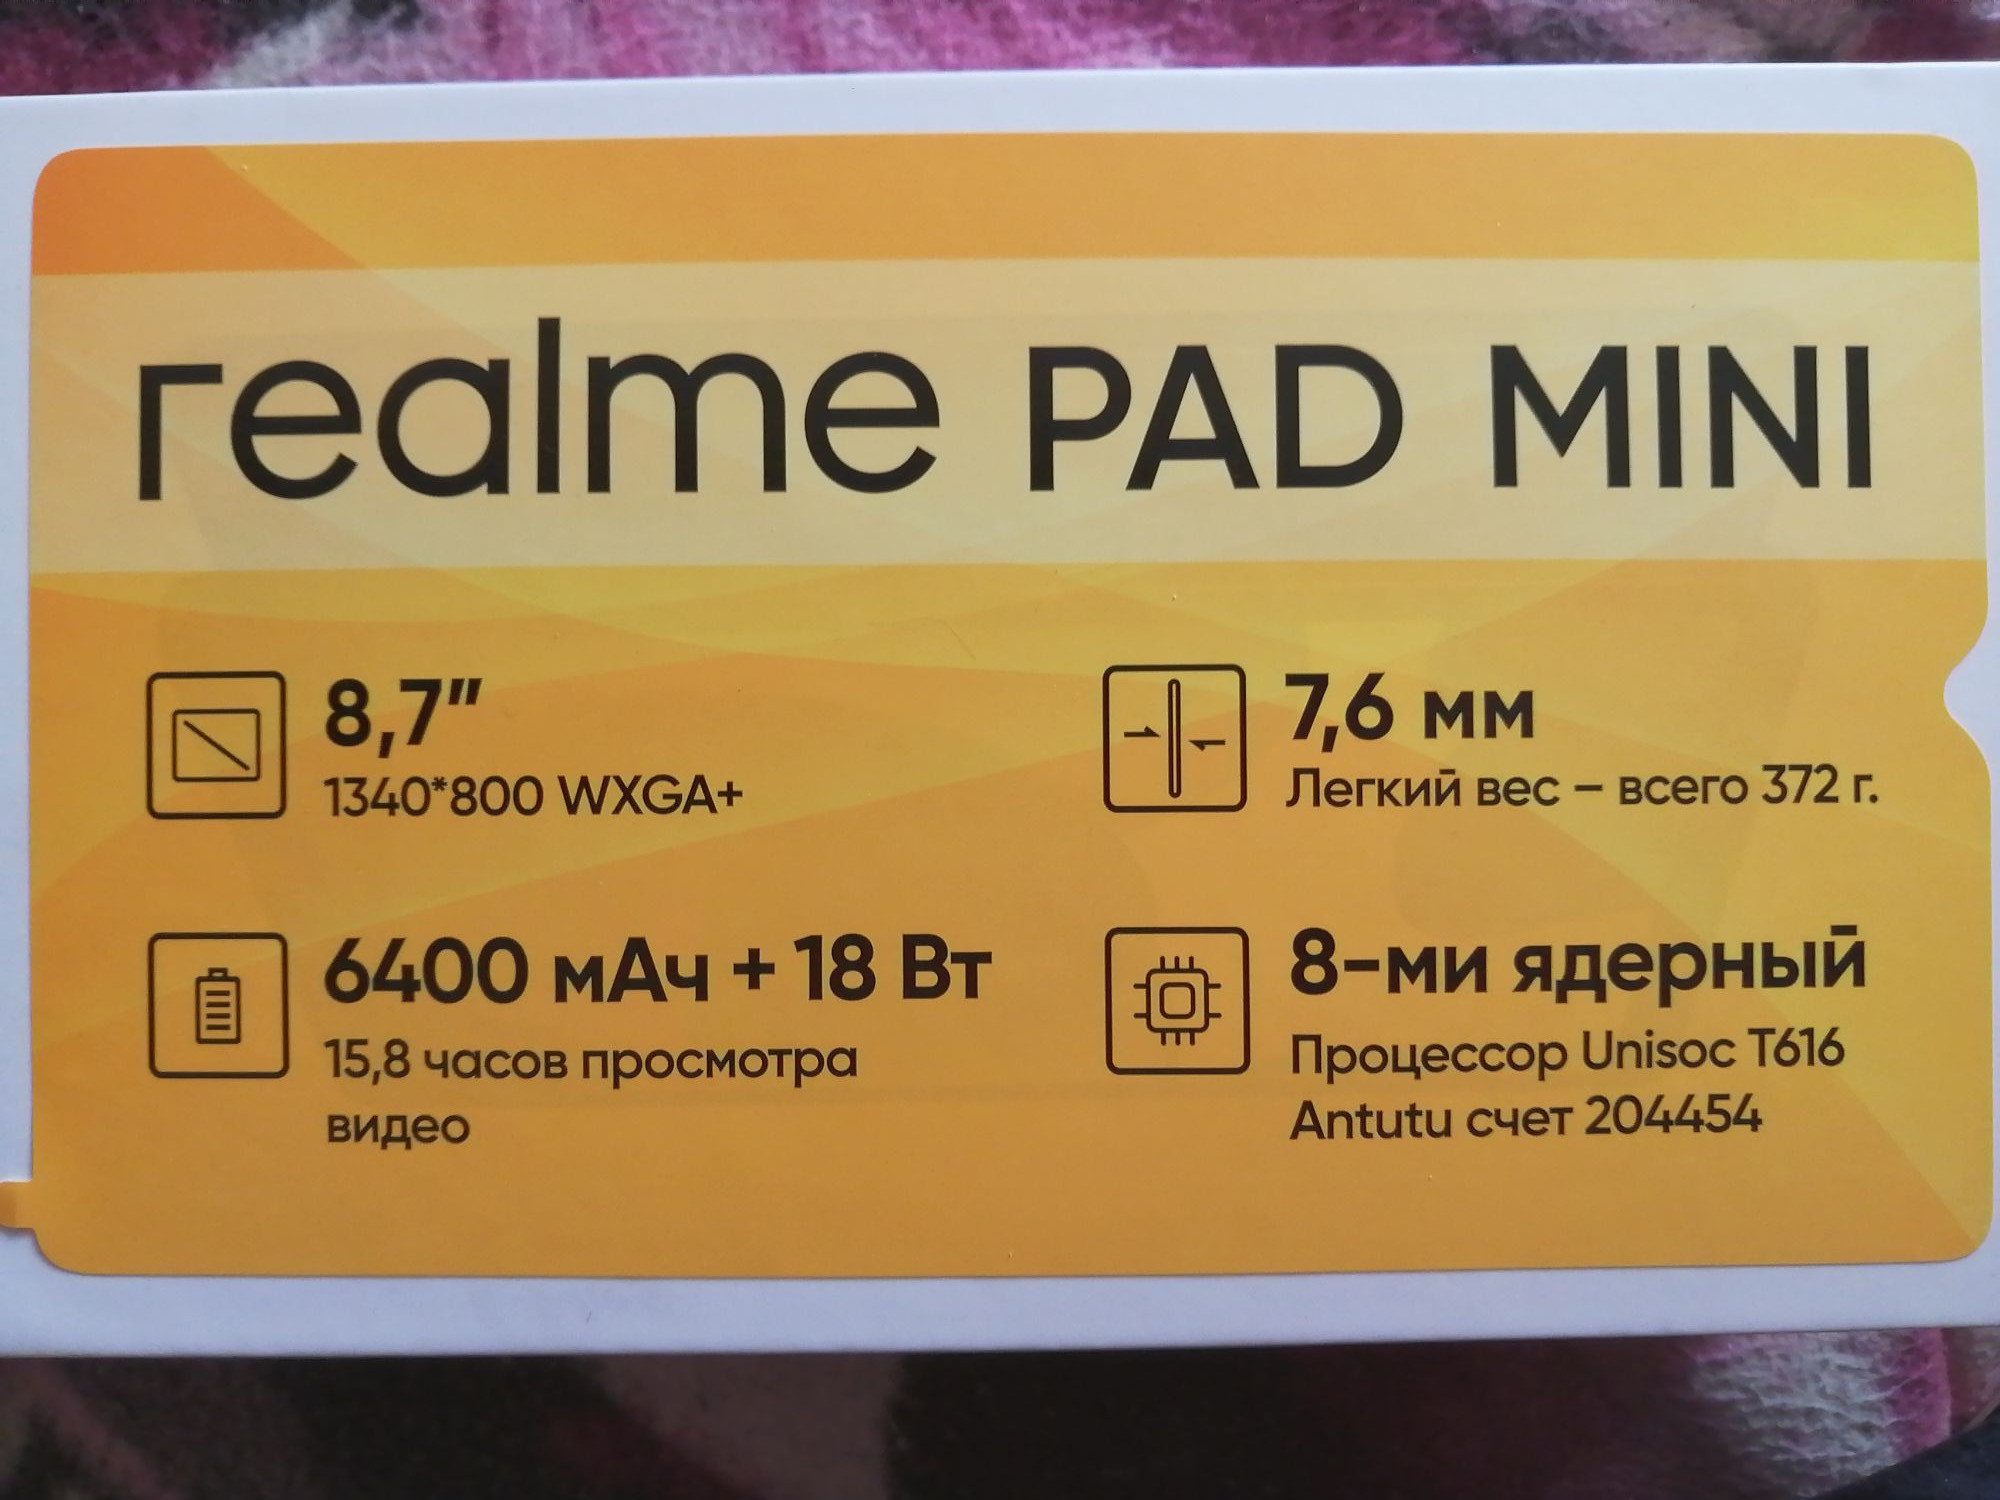 realme PAD MINI
8,7"
1340*800 WXGA+
7,6 мм
Легкий вес – всего 372 г.
6400 мАч + 18 Вт
15,8 часов просмотра
видео
8-ми ядерный
Процессор Unisoc T616
Antutu счет 204454